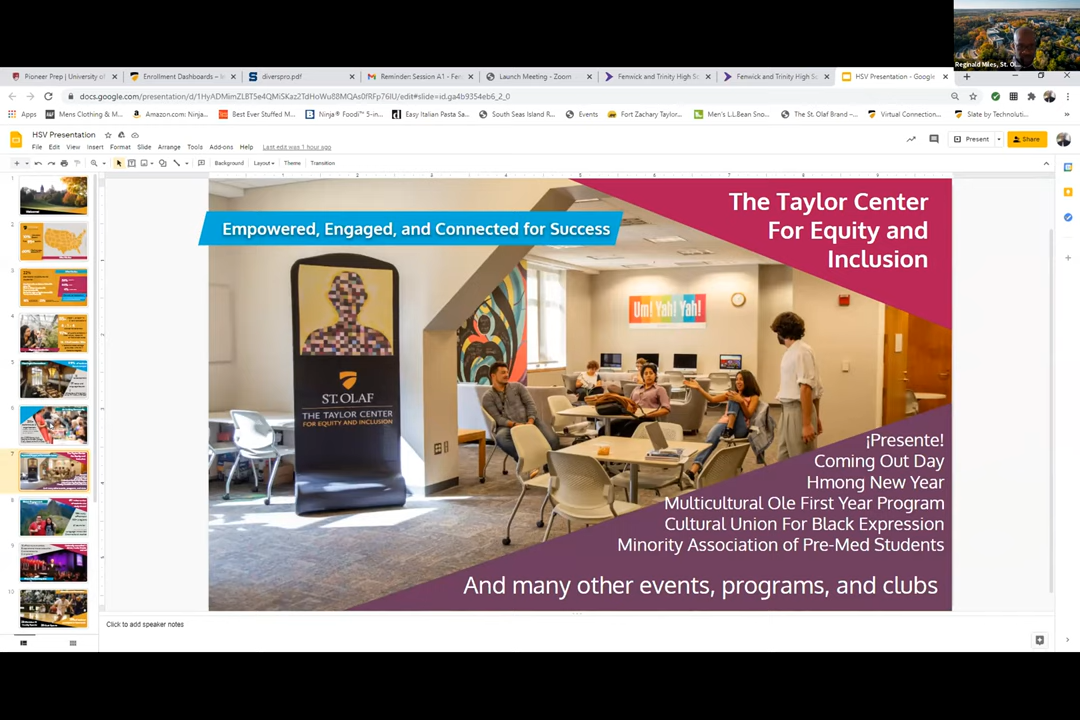 Reginald Miles, St. Ol...
Pioneer Prep | University of
Enrollment Dashboards – I
diverspro.pdf
Reminder: Session A1 - Fe
Launch Meeting - Zoom
Fenwick and Trinity High S
Fenwick and Trinity High S
HSV Presentation - Google
docs.google.com/presentation/d/
Apps
Mens Clothing & M...
Amazon.com: Ninja...
Best Ever Stuffed M...
Ninja® Foodi™ 5-in...
Easy Italian Pasta Sa...
South Seas Island R...
Events
Fort Zachary Taylor...
Men's L.L.Bean Sno...
The St. Olaf Brand –...
Virtual Connection...
Slate by Technoluti...
HSV Presentation
Present
Share
File Edit View Insert Format Slide Arrange Tools Add-ons Help Last edit was 1 hour ago
Background Layout Theme Transition
The Taylor Center
For Equity and
Inclusion
Empowered, Engaged, and Connected for Success
Um! Yah! Yah!
ST. OLAF
THE TAYLOR CENTER
FOR EQUITY AND INCLUSION
¡Presente!
Coming Out Day
Hmong New Year
Multicultural Ole First Year Program
Cultural Union For Black Expression
Minority Association of Pre-Med Students
And many other events, programs, and clubs
Click to add speaker notes